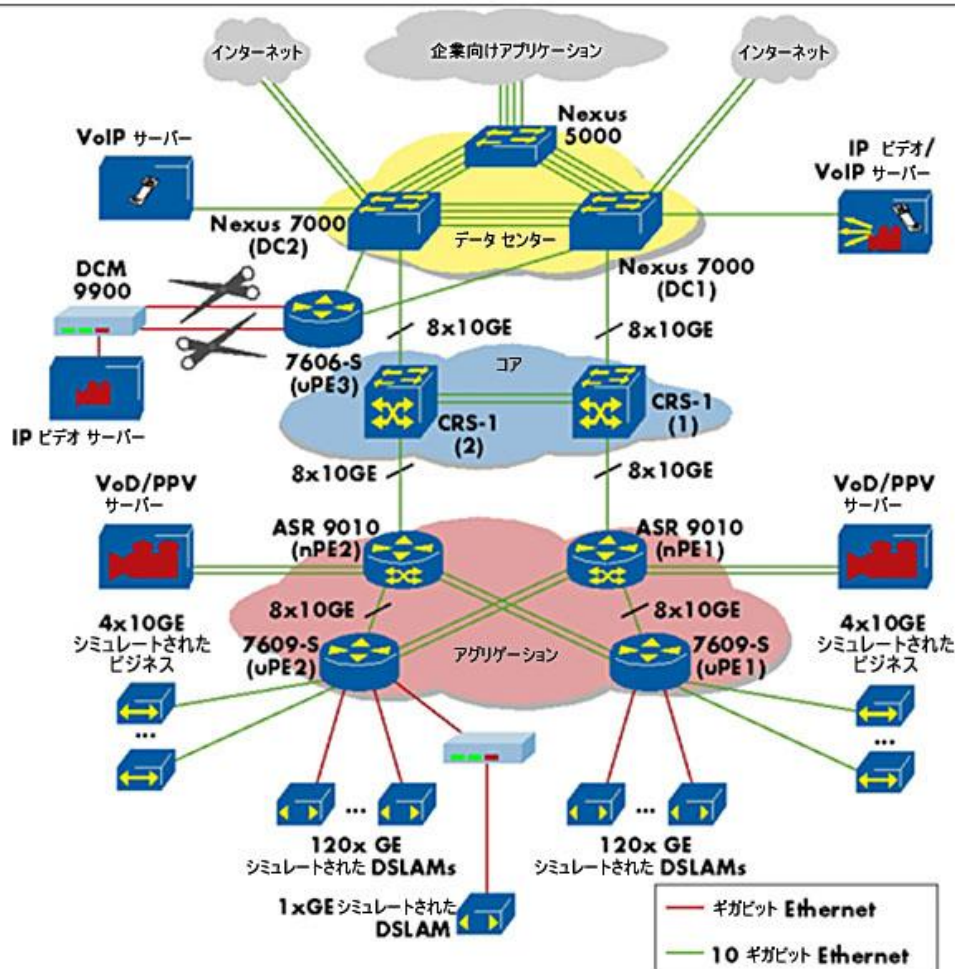 インターネット
企業向けアプリケーション
インターネット
Nexus
5000
VoIP サーバー
IP ビデオ/
VoIP サーバー
Nexus 7000
(DC2)
データ センター
Nexus 7000
(DC1)
DCM
9900
7606-S
(uPE3)
8x10GE
8x10GE
コア
IP ビデオ サーバー
CRS-1
(2)
CRS-1
(1)
8x10GE
8x10GE
VoD/PPV
サーバー
VoD/PPV
サーバー
ASR 9010
(nPE2)
ASR 9010
(nPE1)
8x10GE
8x10GE
4x10GE
シミュレートされた
ビジネス
7609-S
(uPE2)
アグリゲーション
7609-S
(uPE1)
4x10GE
シミュレートされた
ビジネス
...
...
...
...
120x GE
シミュレートされた DSLAMs
120x GE
シミュレートされた DSLAMs
1xGE シミュレートされた
DSLAM
ギガビット Ethernet
10 ギガビット Ethernet